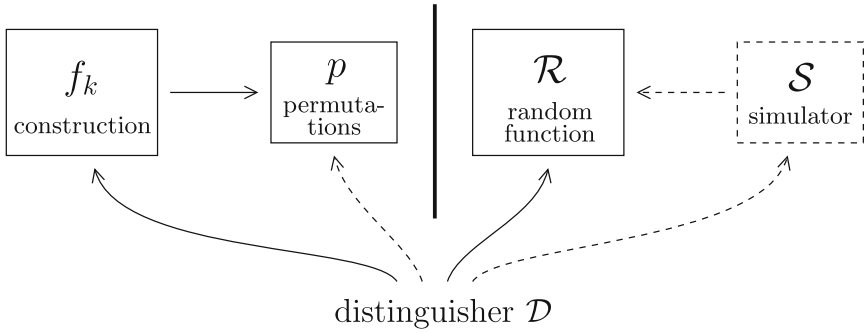 f_k
construction
p
permuta-
tions
ℛ
random
function
𝒮
simulator
distinguisher 𝒟